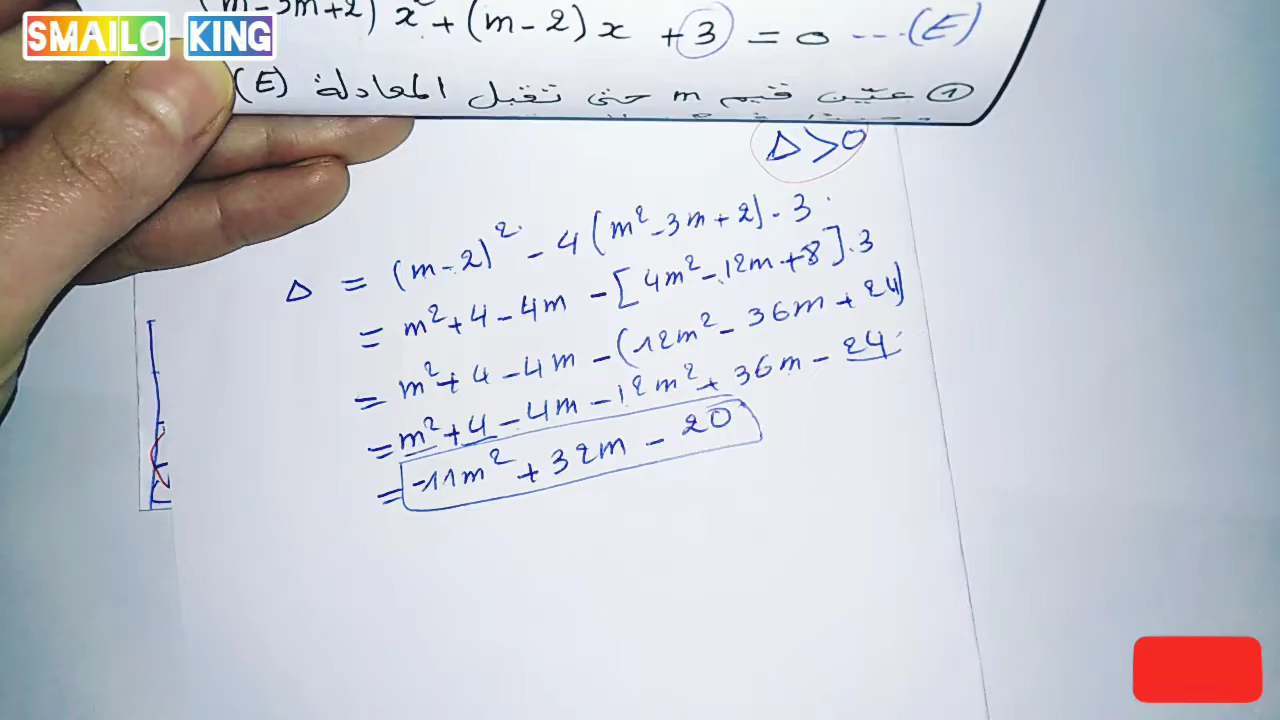 SMAILO KING
(m²-3m+2) x² + (m-2) x + 3 = 0 ---(E)
① عيّن قيم m حتى تقبل المعادلة (E)
Δ>0
Δ = (m-2)² - 4(m²-3m+2)·3
= m²+4-4m -[4m²-12m+8]·3
= m²+4-4m-(12m²-36m+24)
= m²+4-4m-12m²+36m-24
= -11m²+32m-20